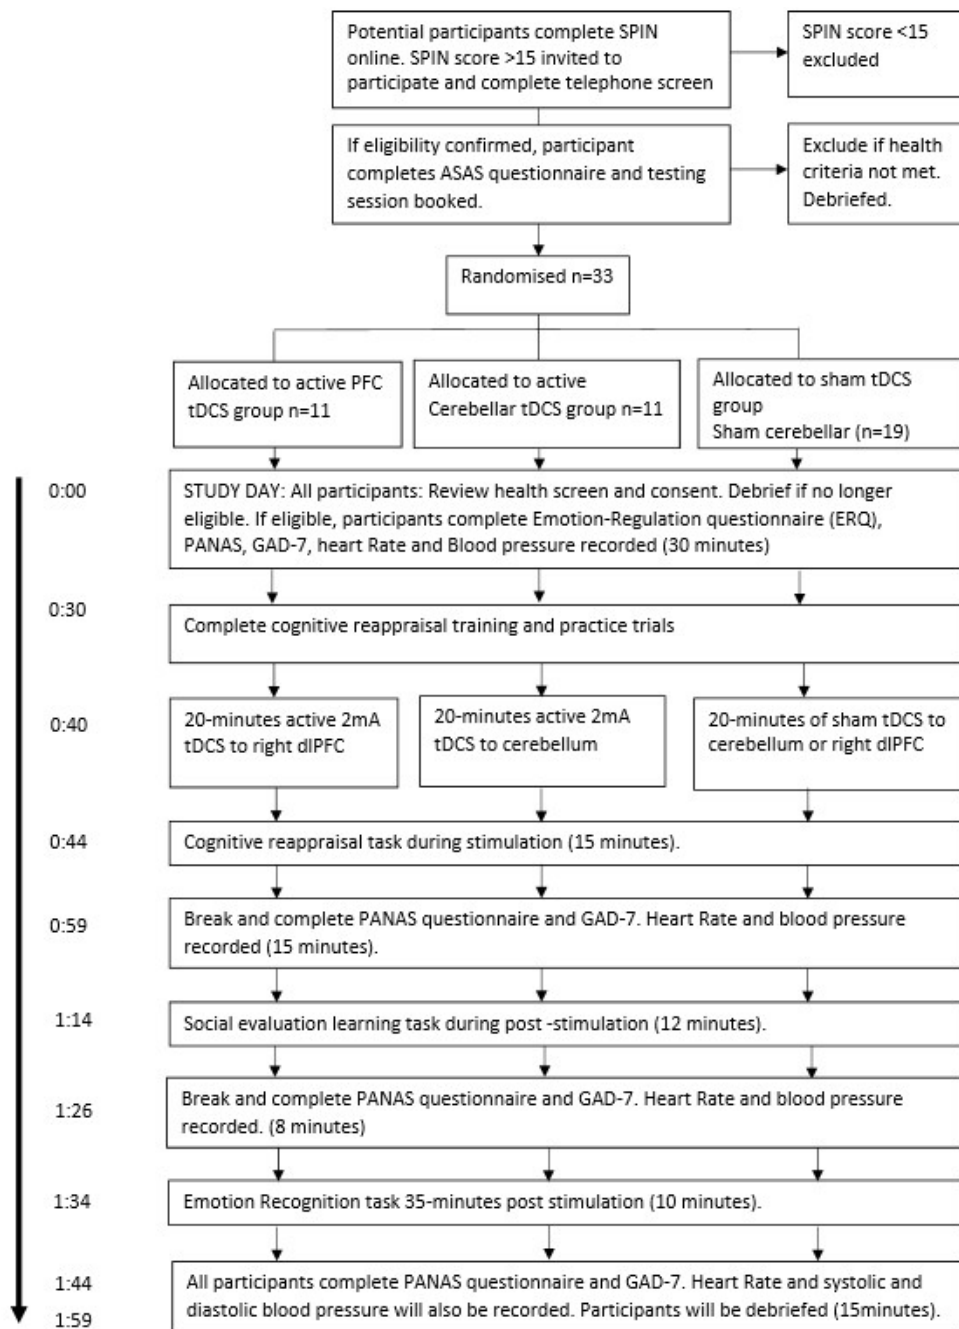 Potential participants complete SPIN
online. SPIN score >15 invited to
participate and complete telephone screen
SPIN score <15
excluded
If eligibility confirmed, participant
completes ASAS questionnaire and testing
session booked.
Exclude if health
criteria not met.
Debriefed.
Randomised n=33
Allocated to active PFC
tDCS group n=11
Allocated to active
Cerebellar tDCS group n=11
Allocated to sham tDCS
group
Sham cerebellar (n=19)
0:00
STUDY DAY: All participants: Review health screen and consent. Debrief if no longer
eligible. If eligible, participants complete Emotion-Regulation questionnaire (ERQ),
PANAS, GAD-7, heart Rate and Blood pressure recorded (30 minutes)
0:30
Complete cognitive reappraisal training and practice trials
0:40
20-minutes active 2mA
tDCS to right dlPFC
20-minutes active 2mA
tDCS to cerebellum
20-minutes of sham tDCS to
cerebellum or right dlPFC
0:44
Cognitive reappraisal task during stimulation (15 minutes).
0:59
Break and complete PANAS questionnaire and GAD-7. Heart Rate and blood pressure
recorded (15 minutes).
1:14
Social evaluation learning task during post -stimulation (12 minutes).
1:26
Break and complete PANAS questionnaire and GAD-7. Heart Rate and blood pressure
recorded. (8 minutes)
1:34
Emotion Recognition task 35-minutes post stimulation (10 minutes).
1:44
All participants complete PANAS questionnaire and GAD-7. Heart Rate and systolic and
diastolic blood pressure will also be recorded. Participants will be debriefed (15minutes).
1:59